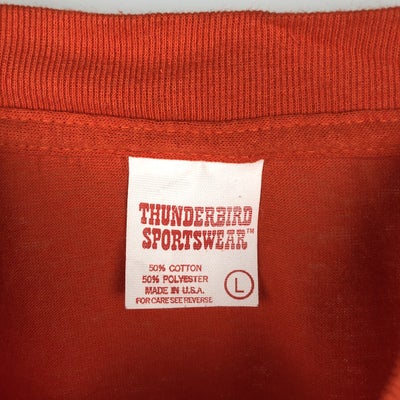 THUNDERBIRD
SPORTSWEAR™
50% COTTON
50% POLYESTER
MADE IN U.S.A.
FOR CARE SEE REVERSE
L